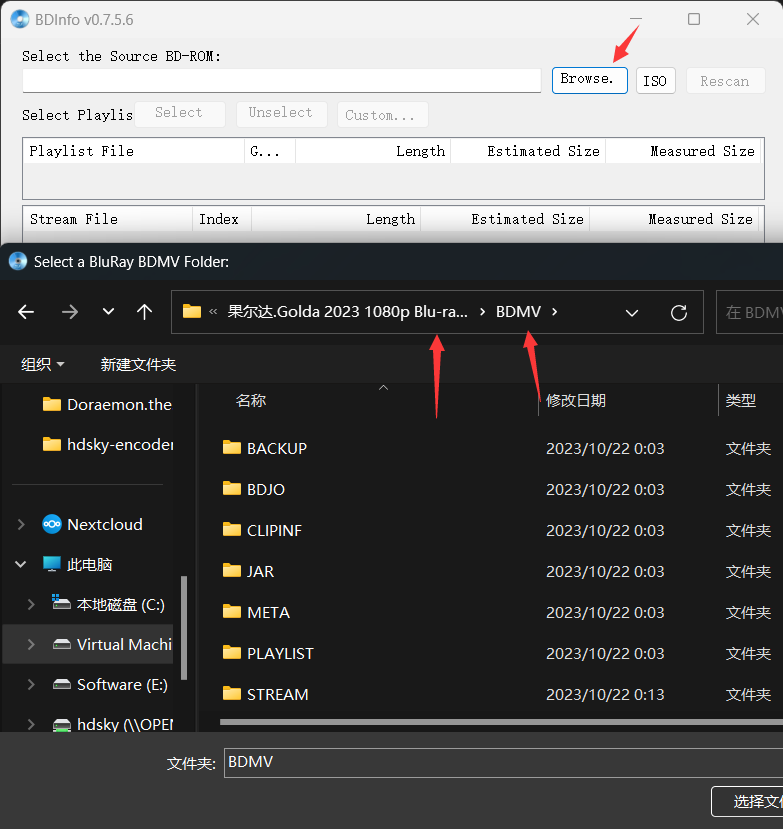 BDInfo v0.7.5.6
Select the Source BD-ROM:
Browse.
ISO
Rescan
Select Playlis
Select
Unselect
Custom...
Playlist File G... Length Estimated Size Measured Size
Stream File Index Length Estimated Size Measured Size
Select a BluRay BDMV Folder:
« 果尔达.Golda 2023 1080p Blu-ra... › BDMV ›
在 BDMV
组织 新建文件夹
Doraemon.the
hdsky-encoder
Nextcloud
此电脑
本地磁盘 (C:)
Virtual Machi
Software (E:)
hdsky (\\OPEN
名称 修改日期 类型
BACKUP 2023/10/22 0:03 文件夹
BDJO 2023/10/22 0:03 文件夹
CLIPINF 2023/10/22 0:03 文件夹
JAR 2023/10/22 0:03 文件夹
META 2023/10/22 0:03 文件夹
PLAYLIST 2023/10/22 0:03 文件夹
STREAM 2023/10/22 0:13 文件夹
文件夹: BDMV
选择文件